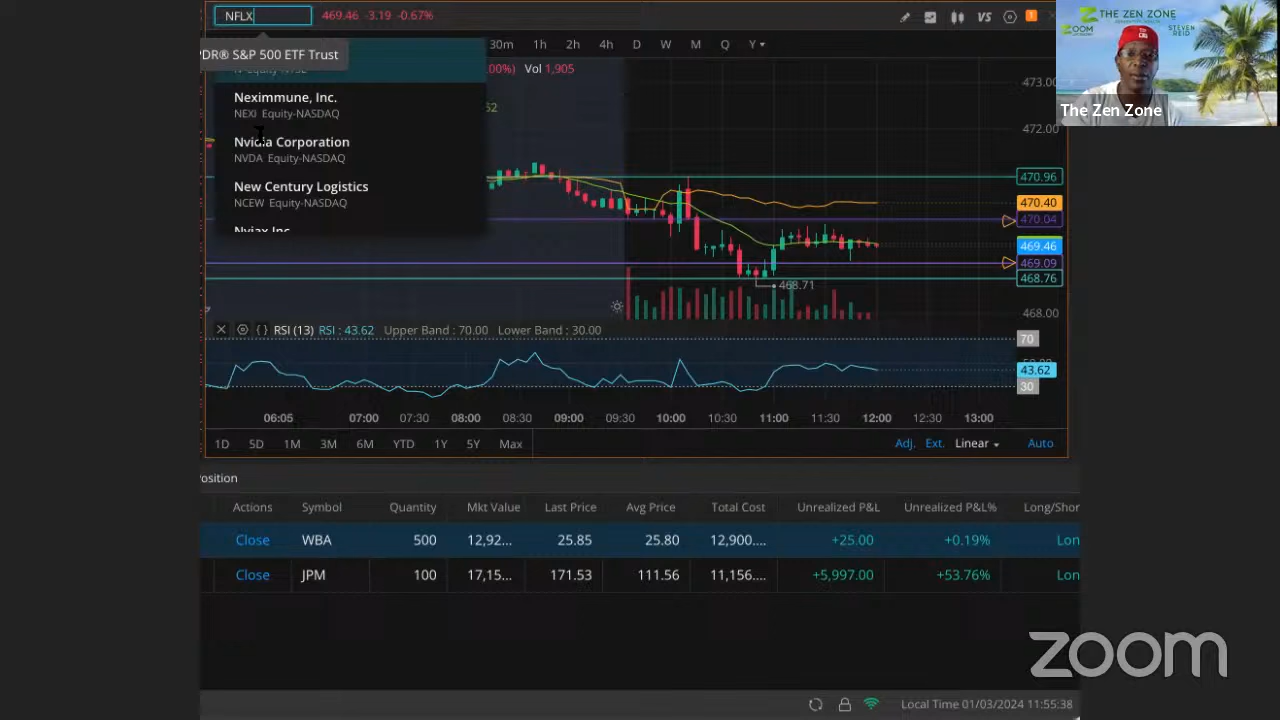 NFLX 469.46 -3.19 -0.67%
VS
1
THE ZEN ZONE
ZOOM
STEVEN REID
The Zen Zone
PDR® S&P 500 ETF Trust
30m 1h 2h 4h D W M Q Y
.00%) Vol 1,905
Neximmune, Inc.
NEXI Equity-NASDAQ
Nvidia Corporation
NVDA Equity-NASDAQ
New Century Logistics
NCEW Equity-NASDAQ
473.00
472.00
470.96
470.40
470.04
469.46
469.09
468.76
468.71
468.00
{} RSI (13) RSI : 43.62 Upper Band : 70.00 Lower Band : 30.00
70
43.62
30
06:05 07:00 07:30 08:00 08:30 09:00 09:30 10:00 10:30 11:00 11:30 12:00 12:30 13:00
1D 5D 1M 3M 6M YTD 1Y 5Y Max Adj. Ext. Linear Auto
osition
Actions Symbol Quantity Mkt Value Last Price Avg Price Total Cost Unrealized P&L Unrealized P&L% Long/Shor
Close WBA 500 12,92... 25.85 25.80 12,900.... +25.00 +0.19% Lon
Close JPM 100 17,15... 171.53 111.56 11,156.... +5,997.00 +53.76% Lon
zoom
Local Time 01/03/2024 11:55:38